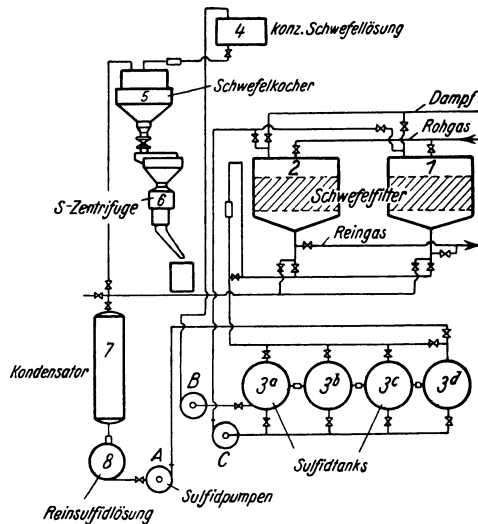 4
konz. Schwefellösung
5
Schwefelkocher
Dampf
Rohgas
2
1
Schwefelfilter
6
S-Zentrifuge
Reingas
7
Kondensator
B
3a
3b
3c
3d
C
A
8
Sulfidtanks
Sulfidpumpen
Reinsulfidlösung